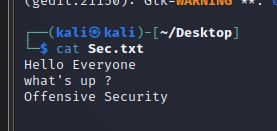 (gedit:21150): Gtk-WARNING **:
┌──(kali㉿kali)-[~/Desktop]
└─$ cat Sec.txt
Hello Everyone
what's up ?
Offensive Security